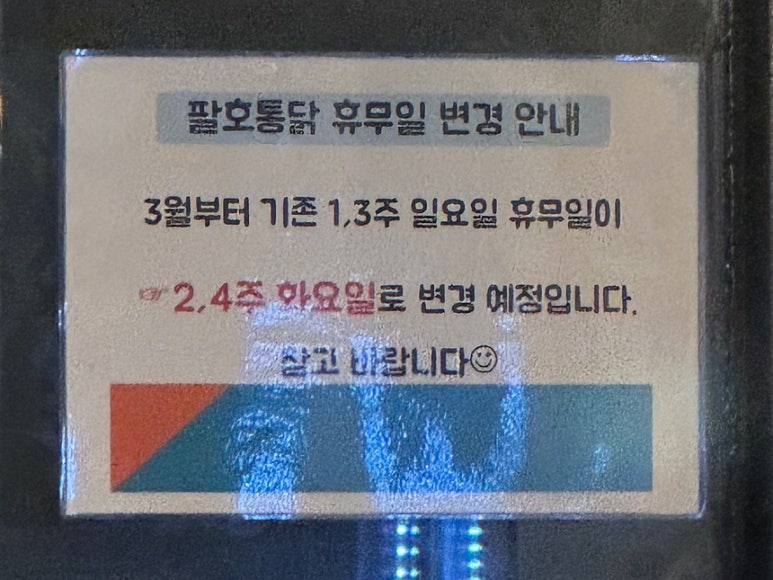 팔호통닭 휴무일 변경 안내
3월부터 기존 1,3주 일요일 휴무일이
☞2,4주 화요일로 변경 예정입니다.
참고 바랍니다☺